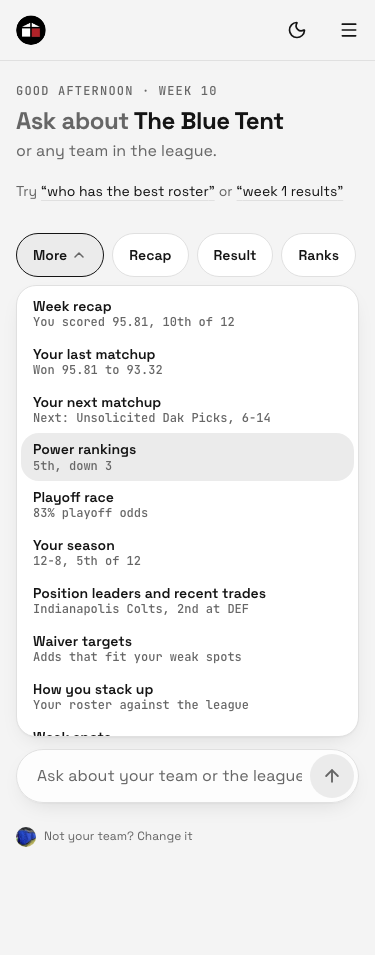 GOOD AFTERNOON · WEEK 10
Ask about The Blue Tent
or any team in the league.
Try “who has the best roster” or “week 1 results”
More
Recap
Result
Ranks
Week recap
You scored 95.81, 10th of 12
Your last matchup
Won 95.81 to 93.32
Your next matchup
Next: Unsolicited Dak Picks, 6-14
Power rankings
5th, down 3
Playoff race
83% playoff odds
Your season
12-8, 5th of 12
Position leaders and recent trades
Indianapolis Colts, 2nd at DEF
Waiver targets
Adds that fit your weak spots
How you stack up
Your roster against the league
Weak spots
Ask about your team or the league
Not your team? Change it